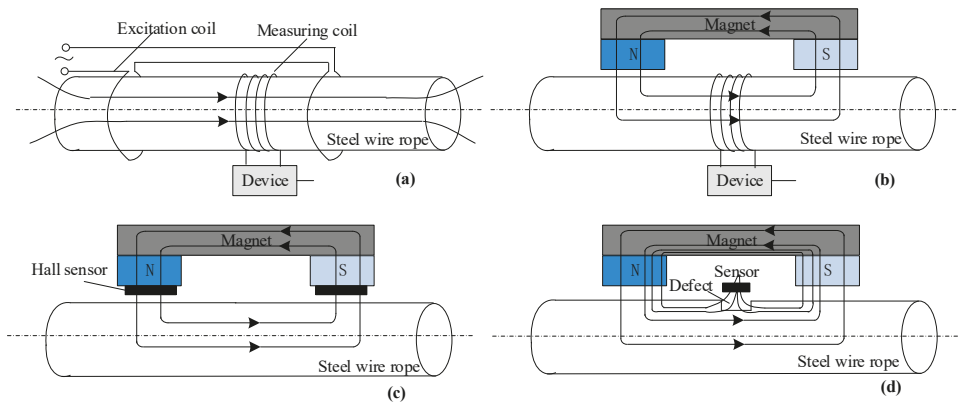 Excitation coil
Measuring coil
Steel wire rope
Device
(a)
Magnet
N
S
Steel wire rope
Device
(b)
Magnet
N
S
Hall sensor
Steel wire rope
(c)
Magnet
N
S
Sensor
Defect
Steel wire rope
(d)